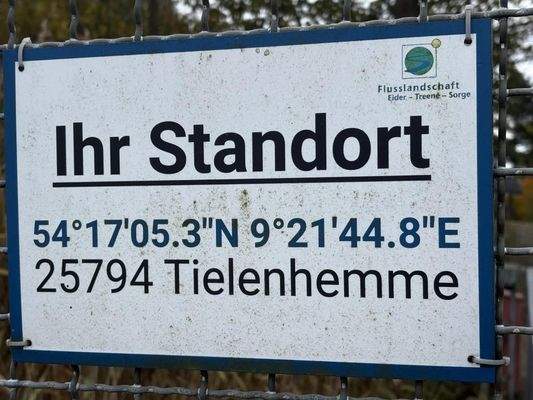 Flusslandschaft
Eider – Treene – Sorge
Ihr Standort
54°17'05.3"N 9°21'44.8"E
25794 Tielenhemme